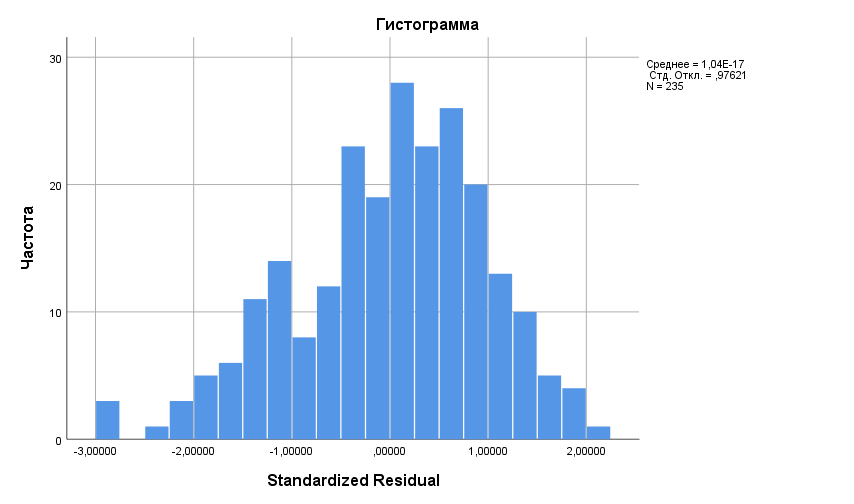 Гистограмма
Среднее = 1,04E-17
Стд. Откл. = ,97621
N = 235
30
20
10
0
Частота
-3,00000 -2,00000 -1,00000 ,00000 1,00000 2,00000
Standardized Residual